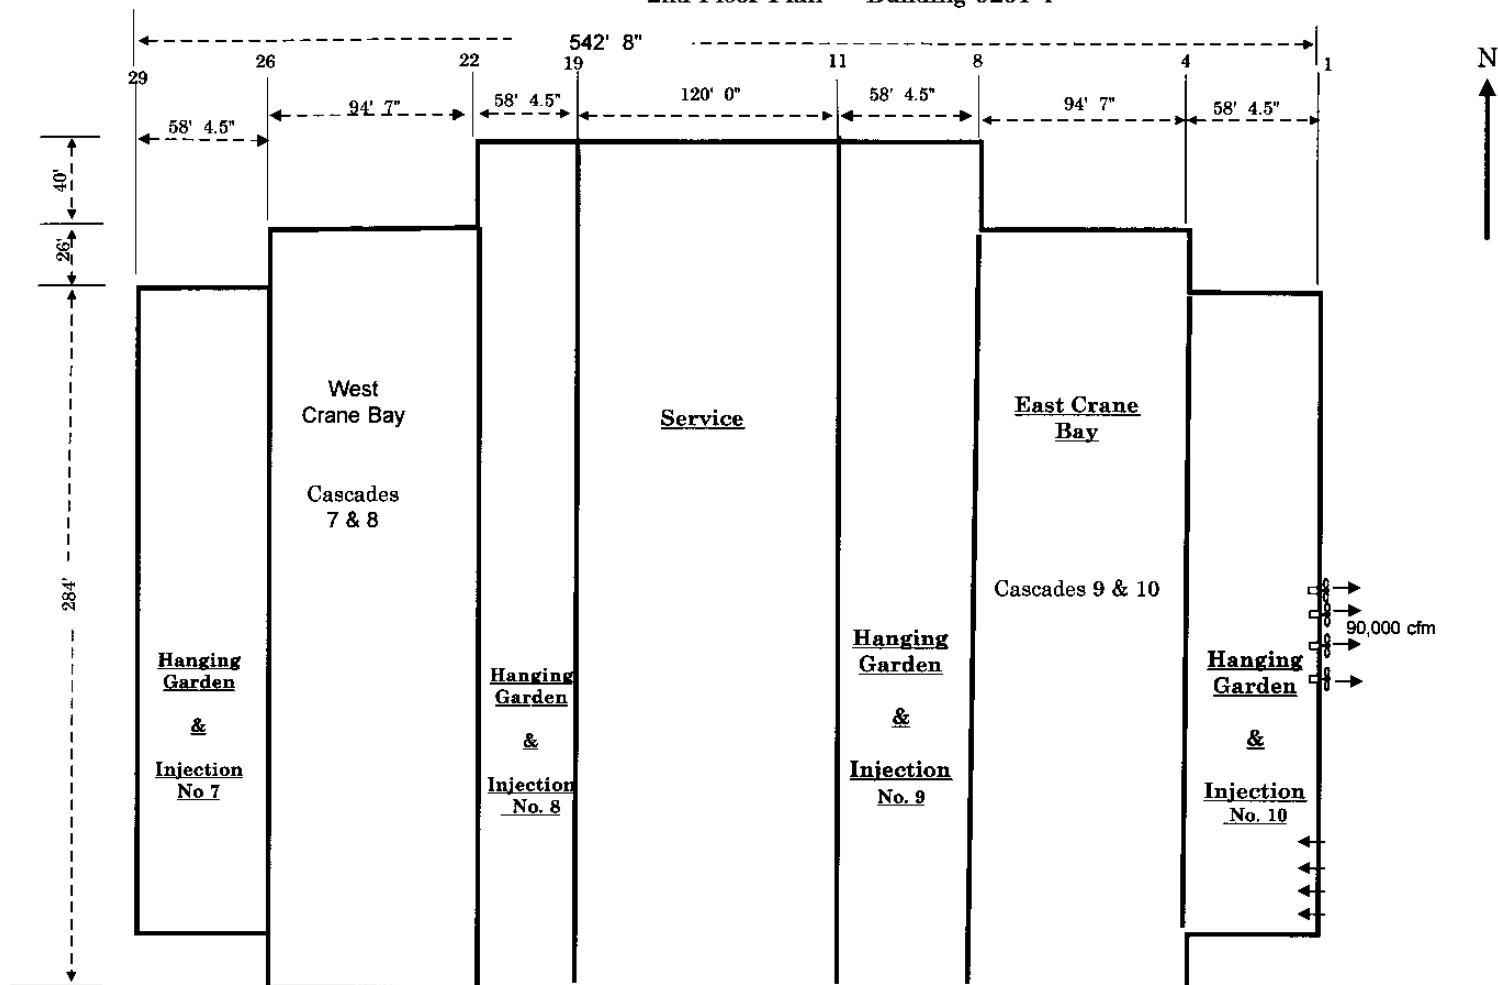 542' 8"
29
26
22
19
11
8
4
1
N
58' 4.5"
94' 7"
58' 4.5"
120' 0"
58' 4.5"
94' 7"
58' 4.5"
40'
26'
284'
West
Crane Bay
Cascades
7 & 8
Service
East Crane
Bay
Cascades 9 & 10
90,000 cfm
Hanging
Garden
&
Injection
No 7
Hanging
Garden
&
Injection
No. 8
Hanging
Garden
&
Injection
No. 9
Hanging
Garden
&
Injection
No. 10